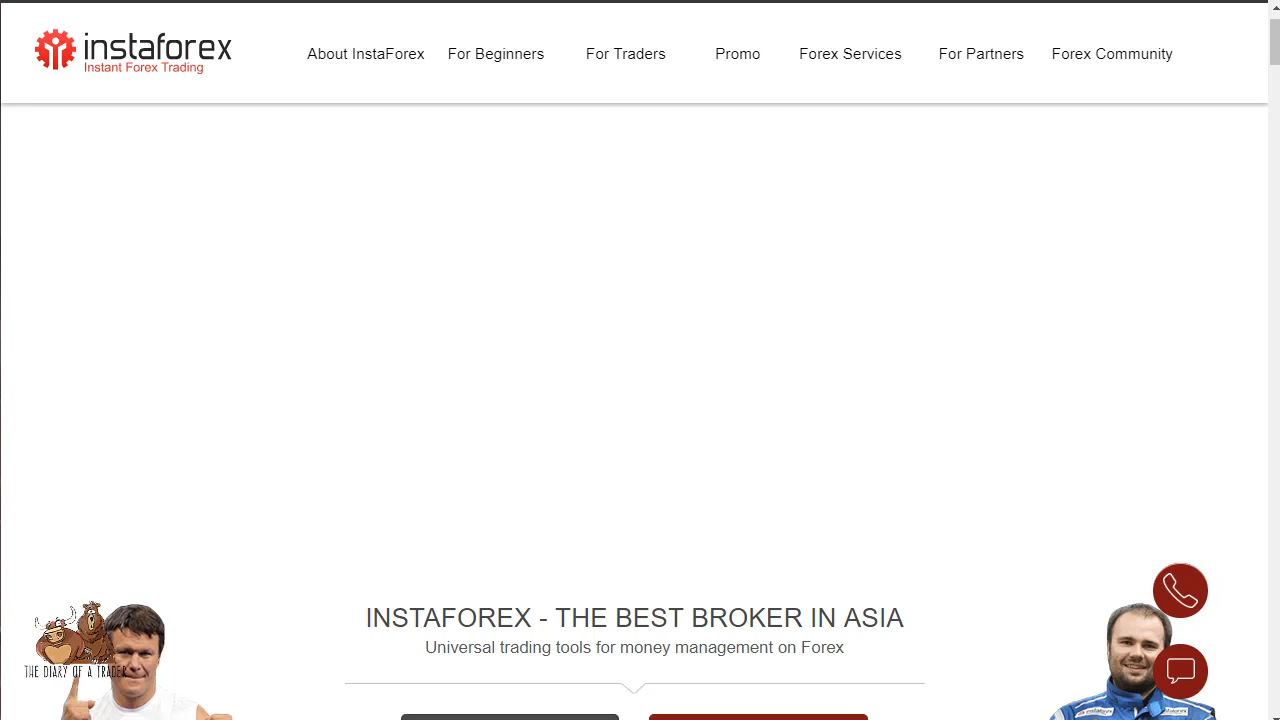 instaforex
Instant Forex Trading
About InstaForex
For Beginners
For Traders
Promo
Forex Services
For Partners
Forex Community
INSTAFOREX - THE BEST BROKER IN ASIA
Universal trading tools for money management on Forex
THE DIARY OF A TRADER